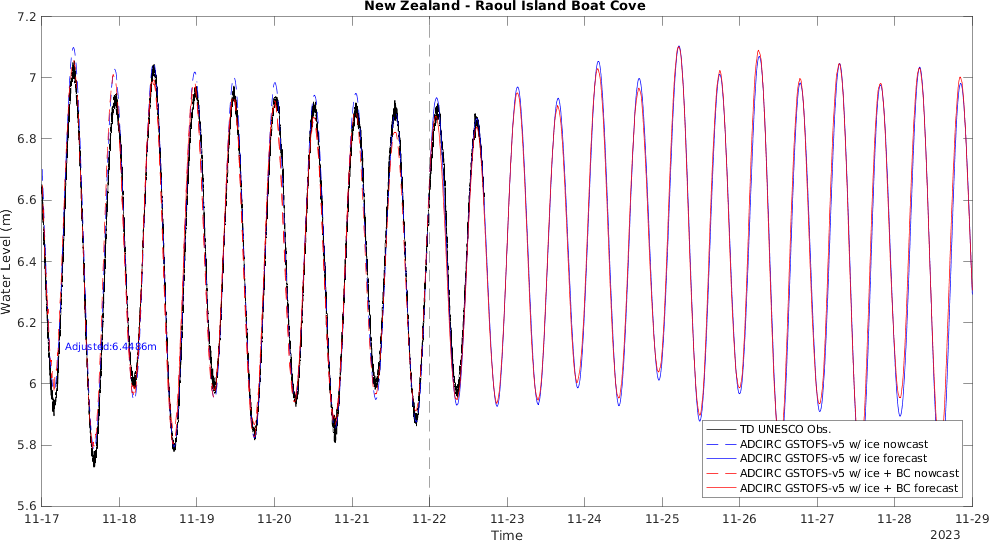 New Zealand - Raoul Island Boat Cove
7.2
7
6.8
6.6
6.4
6.2
6
5.8
5.6
Water Level (m)
Adjusted:6.4486m
TD UNESCO Obs.
ADCIRC GSTOFS-v5 w/ ice nowcast
ADCIRC GSTOFS-v5 w/ ice forecast
ADCIRC GSTOFS-v5 w/ ice + BC nowcast
ADCIRC GSTOFS-v5 w/ ice + BC forecast
11-17 11-18 11-19 11-20 11-21 11-22 11-23 11-24 11-25 11-26 11-27 11-28 11-29
Time
2023